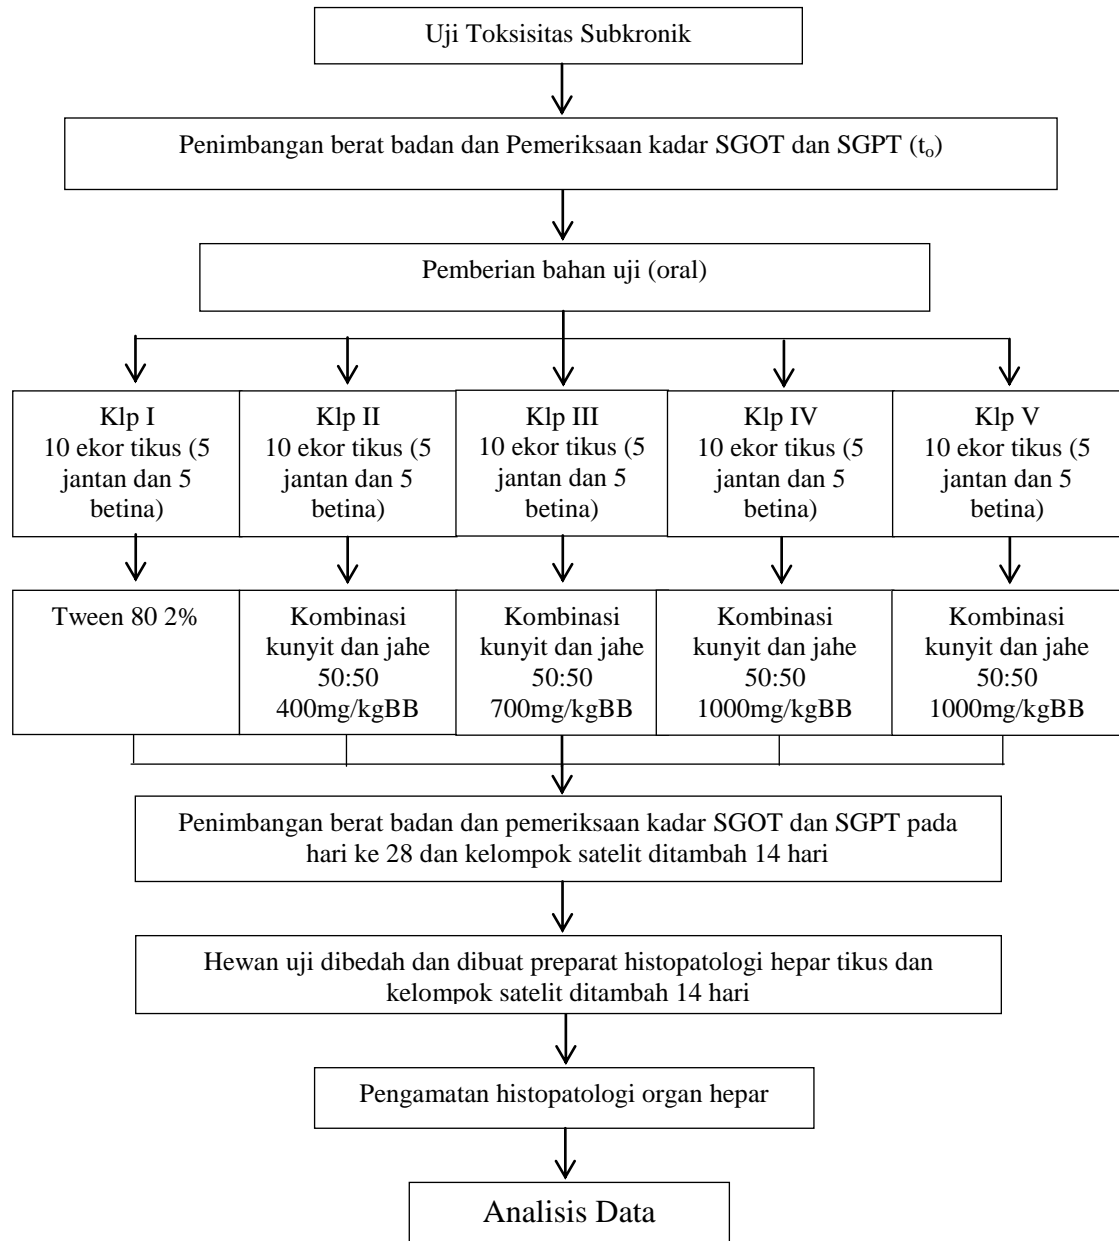 Uji Toksisitas Subkronik
Penimbangan berat badan dan Pemeriksaan kadar SGOT dan SGPT (to)
Pemberian bahan uji (oral)
Klp I
10 ekor tikus (5
jantan dan 5
betina)
Klp II
10 ekor tikus (5
jantan dan 5
betina)
Klp III
10 ekor tikus (5
jantan dan 5
betina)
Klp IV
10 ekor tikus (5
jantan dan 5
betina)
Klp V
10 ekor tikus (5
jantan dan 5
betina)
Tween 80 2%
Kombinasi
kunyit dan jahe
50:50
400mg/kgBB
Kombinasi
kunyit dan jahe
50:50
700mg/kgBB
Kombinasi
kunyit dan jahe
50:50
1000mg/kgBB
Kombinasi
kunyit dan jahe
50:50
1000mg/kgBB
Penimbangan berat badan dan pemeriksaan kadar SGOT dan SGPT pada
hari ke 28 dan kelompok satelit ditambah 14 hari
Hewan uji dibedah dan dibuat preparat histopatologi hepar tikus dan
kelompok satelit ditambah 14 hari
Pengamatan histopatologi organ hepar
Analisis Data